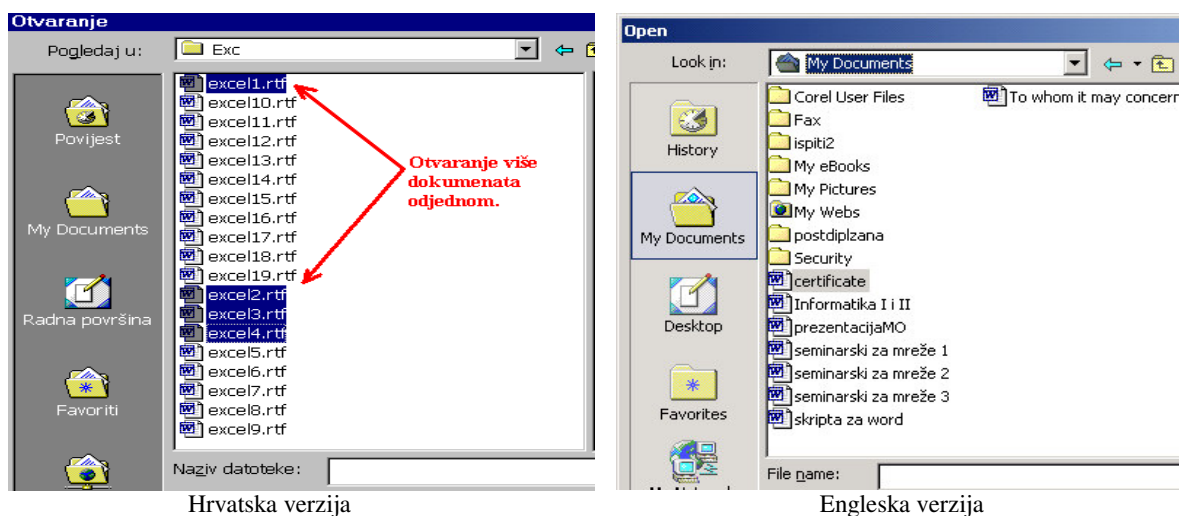 Otvaranje
Pogledaj u:
Exc
Povijest
My Documents
Radna površina
Favoriti
excel1.rtf
excel10.rtf
excel11.rtf
excel12.rtf
excel13.rtf
excel14.rtf
excel15.rtf
excel16.rtf
excel17.rtf
excel18.rtf
excel19.rtf
excel2.rtf
excel3.rtf
excel4.rtf
excel5.rtf
excel6.rtf
excel7.rtf
excel8.rtf
excel9.rtf
Otvaranje više
dokumenata
odjednom.
Naziv datoteke:
Hrvatska verzija
Open
Look in:
My Documents
History
My Documents
Desktop
Favorites
Corel User Files
Fax
ispiti2
My eBooks
My Pictures
My Webs
postdiplzana
Security
certificate
Informatika I i II
prezentacijaMO
seminarski za mreže 1
seminarski za mreže 2
seminarski za mreže 3
skripta za word
To whom it may concern
File name:
Engleska verzija